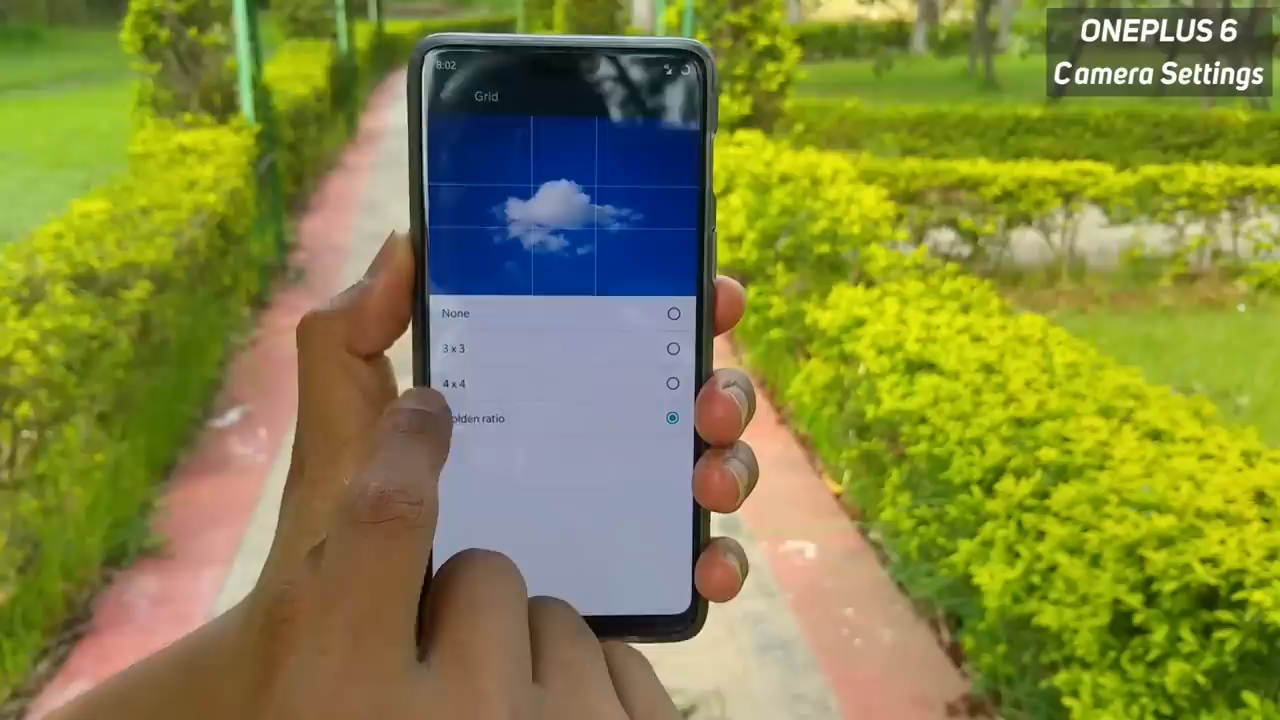 ONEPLUS 6
Camera Settings
8:02
Grid
None
3 x 3
4 x 4
olden ratio